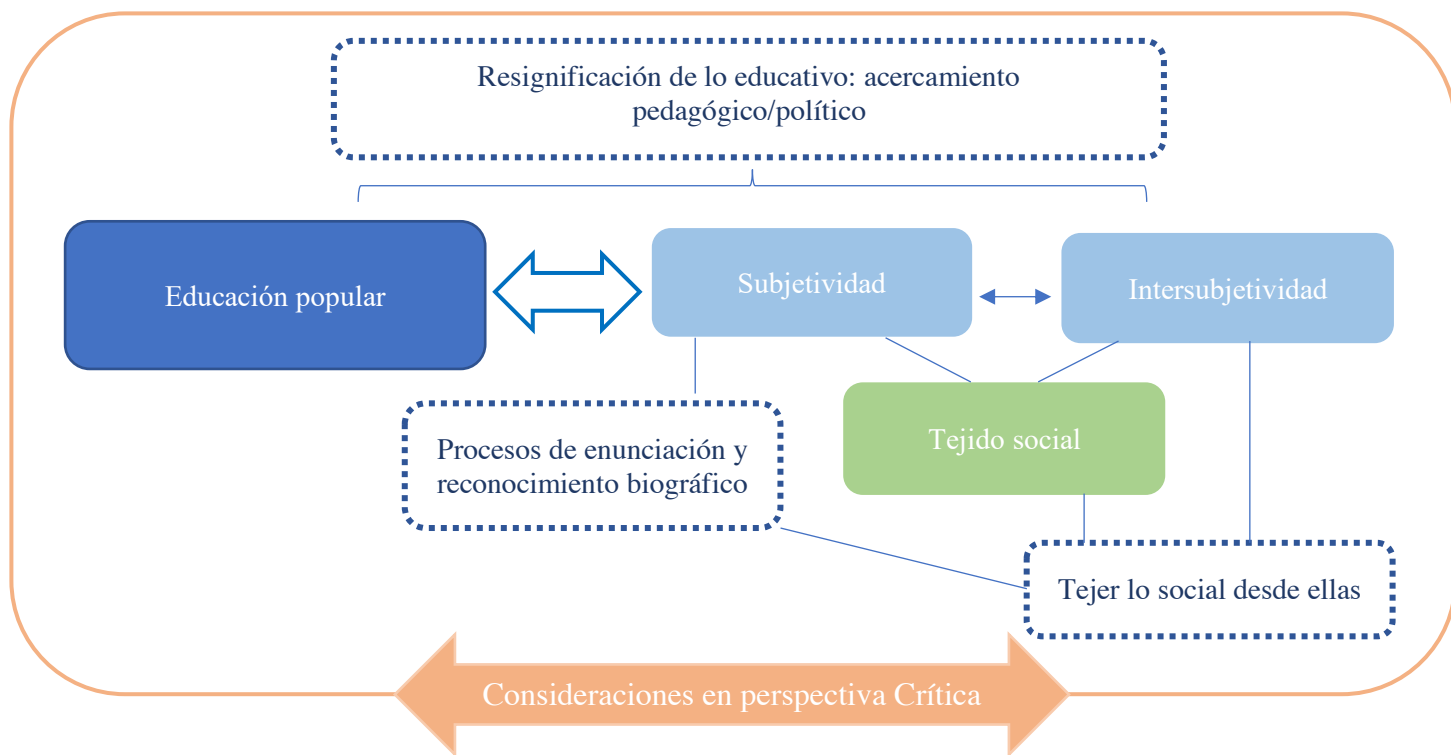 Resignificación de lo educativo: acercamiento
pedagógico/político
Educación popular
Subjetividad
Intersubjetividad
Procesos de enunciación y
reconocimiento biográfico
Tejido social
Tejer lo social desde ellas
Consideraciones en perspectiva Crítica